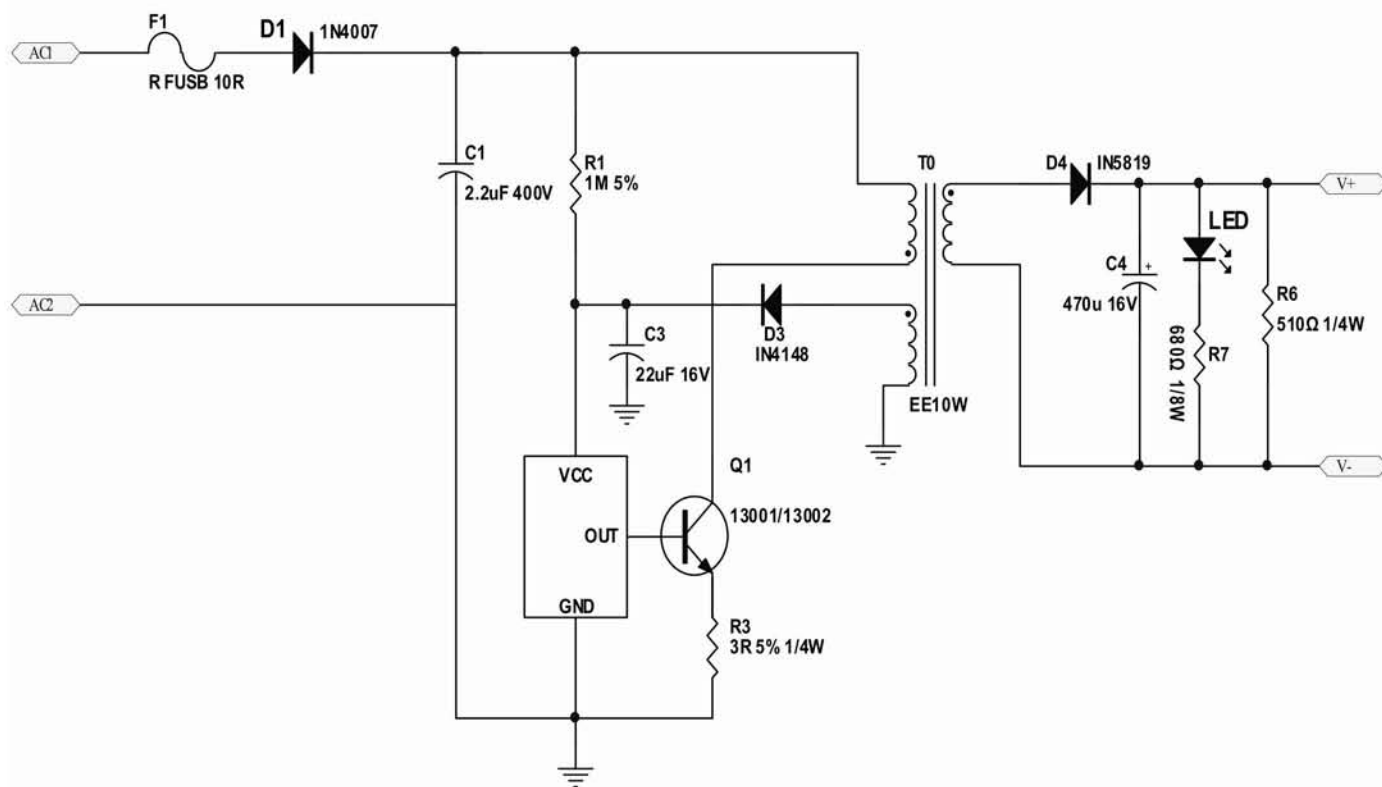 F1
D1
1N4007
AC1
R FUSB 10R
C1
2.2uF 400V
R1
1M 5%
T0
D4
IN5819
V+
LED
C4
+
470u 16V
R6
510Ω 1/4W
AC2
C3
22uF 16V
D3
IN4148
680Ω 1/8W
R7
EE10W
V-
Q1
VCC
13001/13002
OUT
GND
R3
3R 5% 1/4W